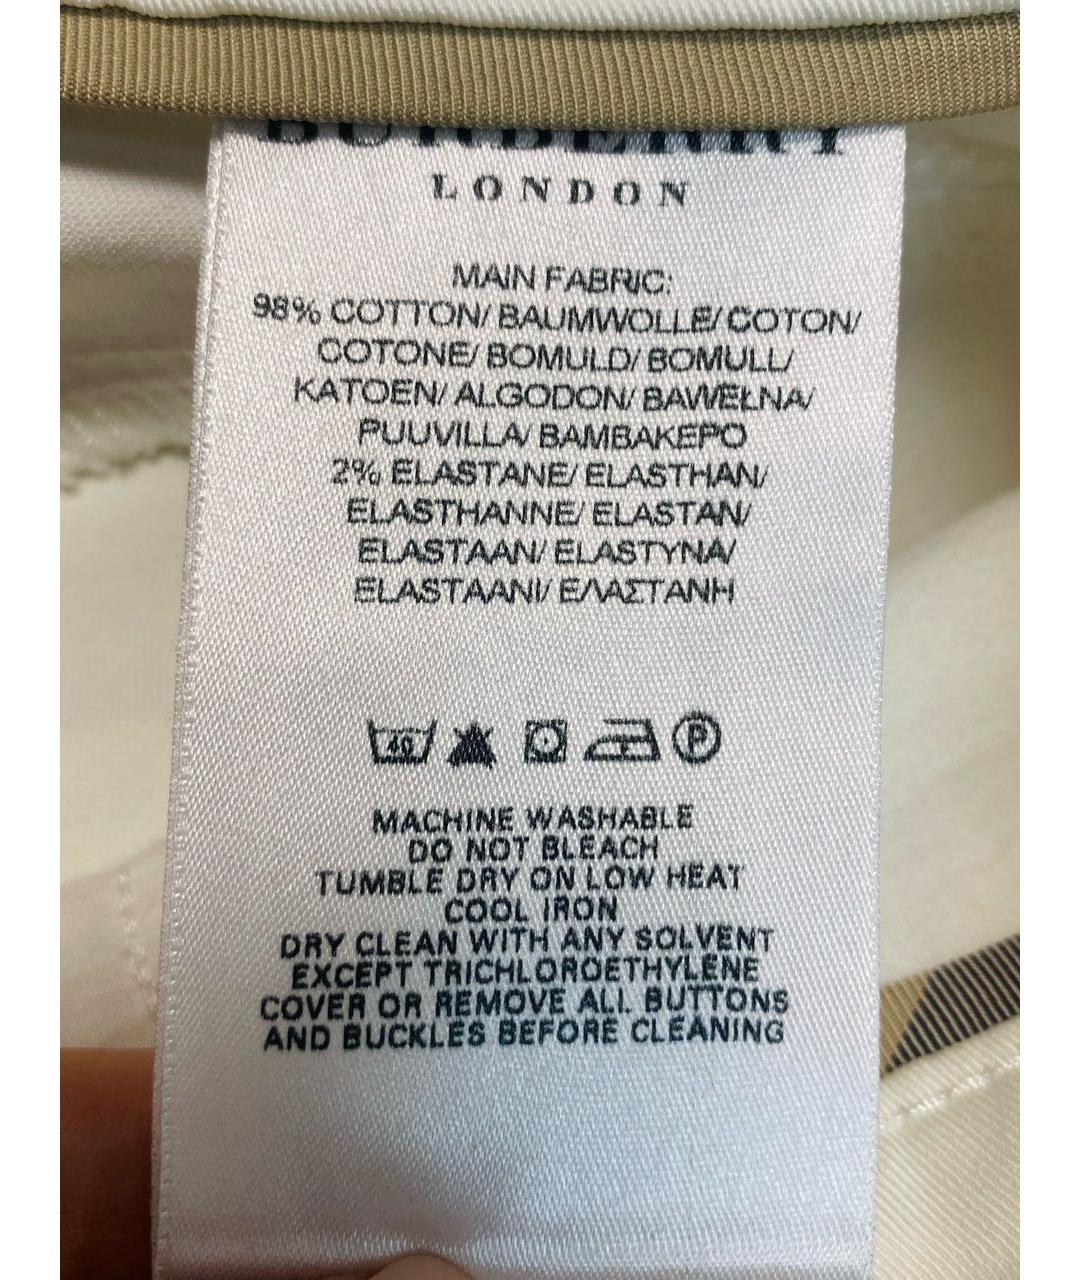 BURBERRY
LONDON
MAIN FABRIC:
98% COTTON/ BAUMWOLLE/ COTON/
COTONE/ BOMULD/ BOMULL/
KATOEN/ ALGODON/ BAWEŁNA/
PUUVILLA/ BAMBAKEPO
2% ELASTANE/ ELASTHAN/
ELASTHANNE/ ELASTAN/
ELASTAAN/ ELASTYNA/
ELASTAANI/ ΕΛΑΣΤΑΝΗ
40 P
MACHINE WASHABLE
DO NOT BLEACH
TUMBLE DRY ON LOW HEAT
COOL IRON
DRY CLEAN WITH ANY SOLVENT
EXCEPT TRICHLOROETHYLENE
COVER OR REMOVE ALL BUTTONS
AND BUCKLES BEFORE CLEANING